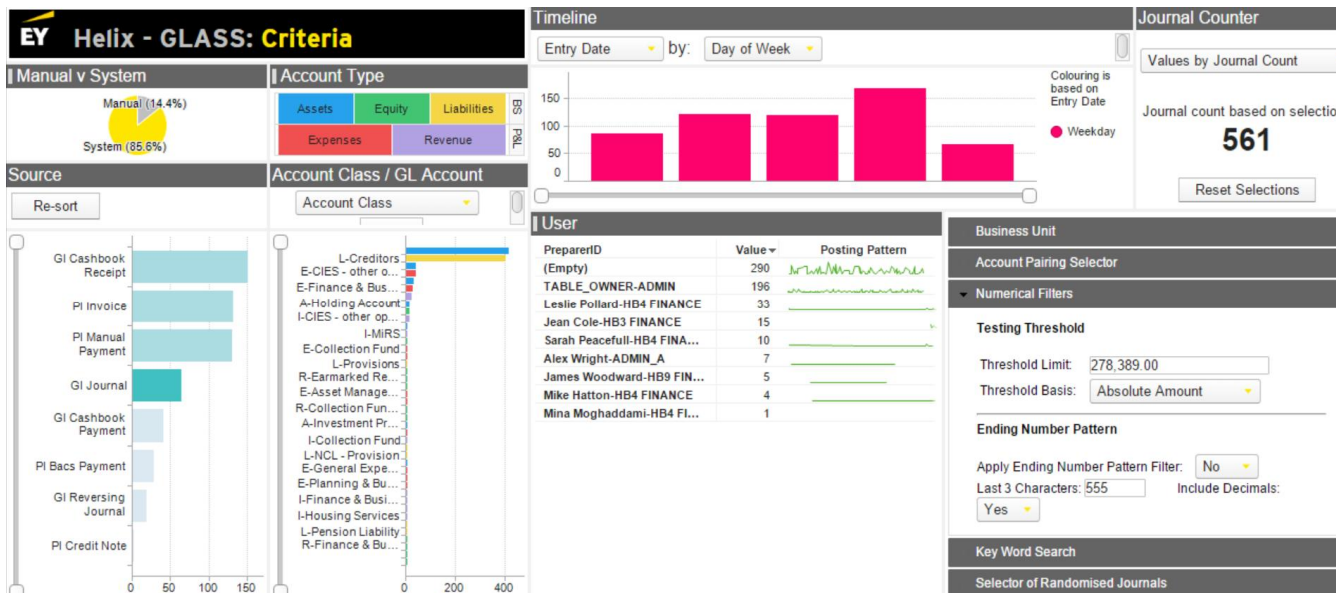 EY Helix - GLASS: Criteria
Manual v System
Manual (14.4%)
System (85.6%)
Account Type
Assets
Equity
Liabilities
BS
Expenses
Revenue
P&L
Source
Re-sort
GI Cashbook
Receipt
PI Invoice
PI Manual
Payment
GI Journal
GI Cashbook
Payment
PI Bacs Payment
GI Reversing
Journal
PI Credit Note
0 50 100 150
Account Class / GL Account
Account Class
L-Creditors
E-CIES - other o...
E-Finance & Bus...
A-Holding Account
I-CIES - other op...
I-MiRS
E-Collection Fund
L-Provisions
R-Earmarked Re...
E-Asset Manage...
R-Collection Fun...
A-Investment Pr...
I-Collection Fund
L-NCL - Provision
E-General Expe...
E-Planning & Bu...
I-Finance & Busi...
I-Housing Services
L-Pension Liability
R-Finance & Bu...
0 200 400
Timeline
Entry Date by: Day of Week
150
100
50
0
Colouring is
based on
Entry Date
Weekday
Journal Counter
Values by Journal Count
Journal count based on selectio
561
Reset Selections
User
PreparerID Value Posting Pattern
(Empty) 290
TABLE_OWNER-ADMIN 196
Leslie Pollard-HB4 FINANCE 33
Jean Cole-HB3 FINANCE 15
Sarah Peacefull-HB4 FINA... 10
Alex Wright-ADMIN_A 7
James Woodward-HB9 FIN... 5
Mike Hatton-HB4 FINANCE 4
Mina Moghaddami-HB4 FI... 1
Business Unit
Account Pairing Selector
Numerical Filters
Testing Threshold
Threshold Limit: 278,389.00
Threshold Basis: Absolute Amount
Ending Number Pattern
Apply Ending Number Pattern Filter: No
Last 3 Characters: 555 Include Decimals:
Yes
Key Word Search
Selector of Randomised Journals